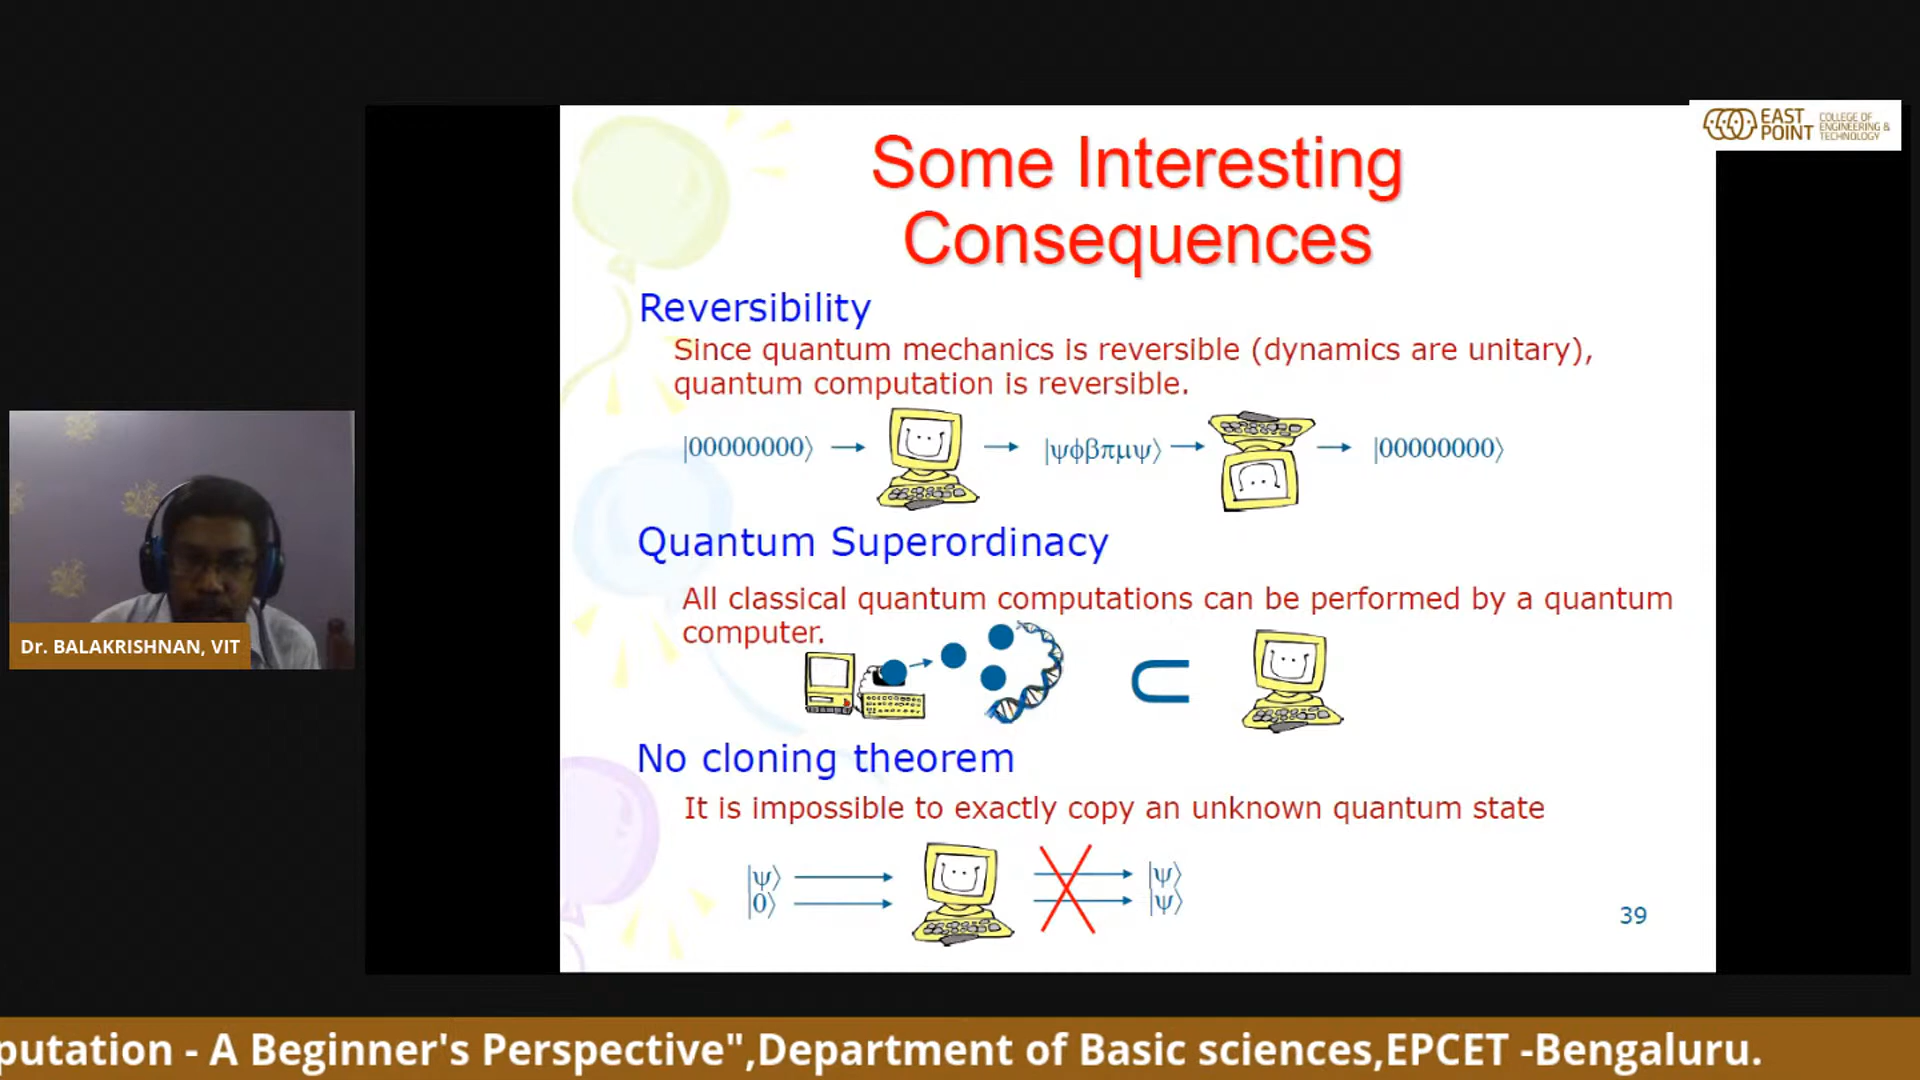 EAST
POINT
COLLEGE OF
ENGINEERING &
TECHNOLOGY
Some Interesting
Consequences
Reversibility
Since quantum mechanics is reversible (dynamics are unitary),
quantum computation is reversible.
|00000000⟩ → → |ψϕβπμψ⟩ → → |00000000⟩
Quantum Superordinacy
All classical quantum computations can be performed by a quantum
computer.
⊂
No cloning theorem
It is impossible to exactly copy an unknown quantum state
|ψ⟩ |ψ⟩
|0⟩ |ψ⟩
39
Dr. BALAKRISHNAN, VIT
putation - A Beginner's Perspective",Department of Basic sciences,EPCET -Bengaluru.